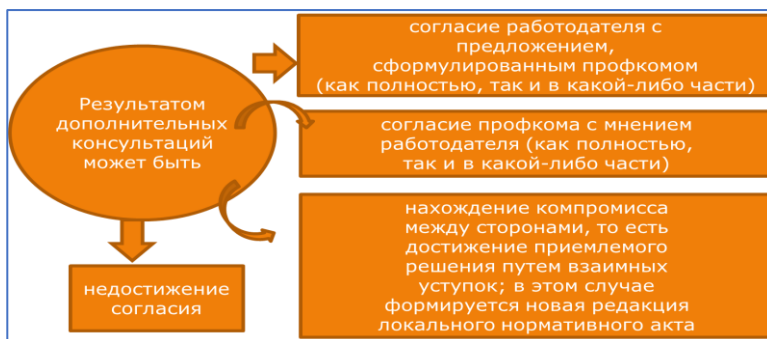 Результатом
дополнительных
консультаций
может быть
согласие работодателя с
предложением,
сформулированным профкомом
(как полностью, так и в какой-либо части)
согласие профкома с мнением
работодателя (как полностью,
так и в какой-либо части)
нахождение компромисса
между сторонами, то есть
достижение приемлемого
решения путем взаимных
уступок; в этом случае
формируется новая редакция
локального нормативного акта
недостижение
согласия